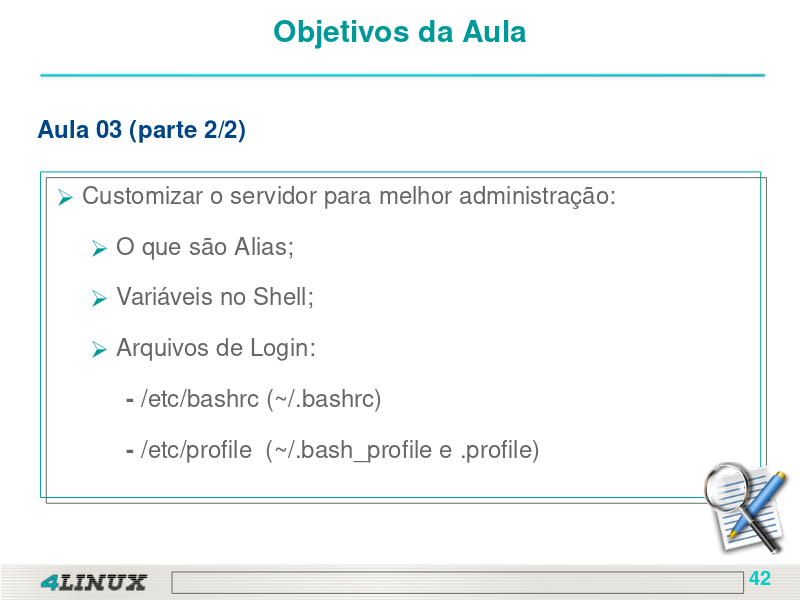 Objetivos da Aula
Aula 03 (parte 2/2)
Customizar o servidor para melhor administração:
O que são Alias;
Variáveis no Shell;
Arquivos de Login:
- /etc/bashrc (~/.bashrc)
- /etc/profile (~/.bash_profile e .profile)
4LINUX
42